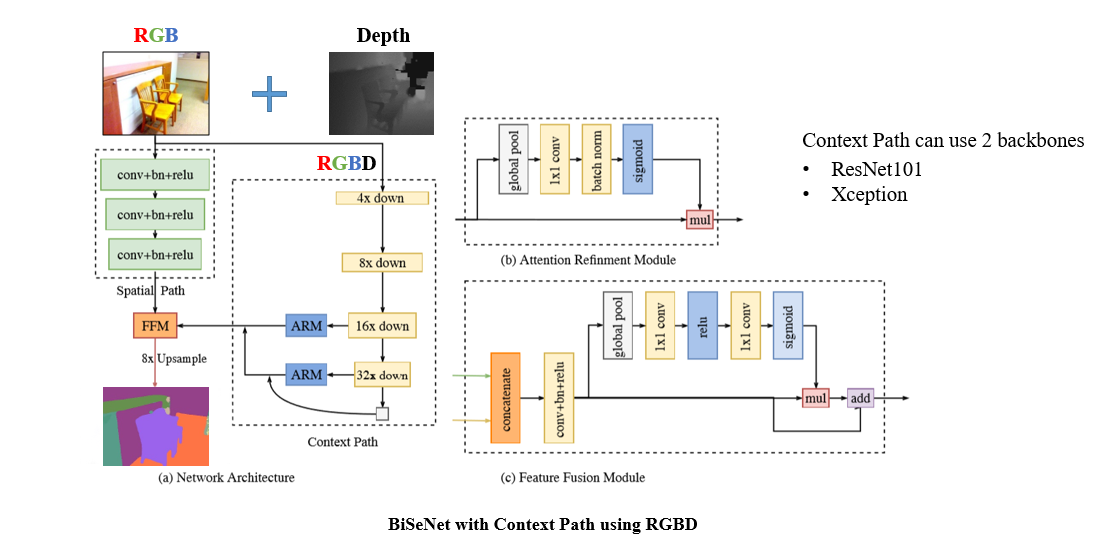 RGB
Depth
RGBD
conv+bn+relu
conv+bn+relu
conv+bn+relu
Spatial Path
FFM
8x Upsample
4x down
8x down
ARM
16x down
ARM
32x down
Context Path
(a) Network Architecture
global pool
1x1 conv
batch norm
sigmoid
mul
(b) Attention Refinment Module
global pool
1x1 conv
relu
1x1 conv
sigmoid
concatenate
conv+bn+relu
mul
add
(c) Feature Fusion Module
Context Path can use 2 backbones
• ResNet101
• Xception
BiSeNet with Context Path using RGBD